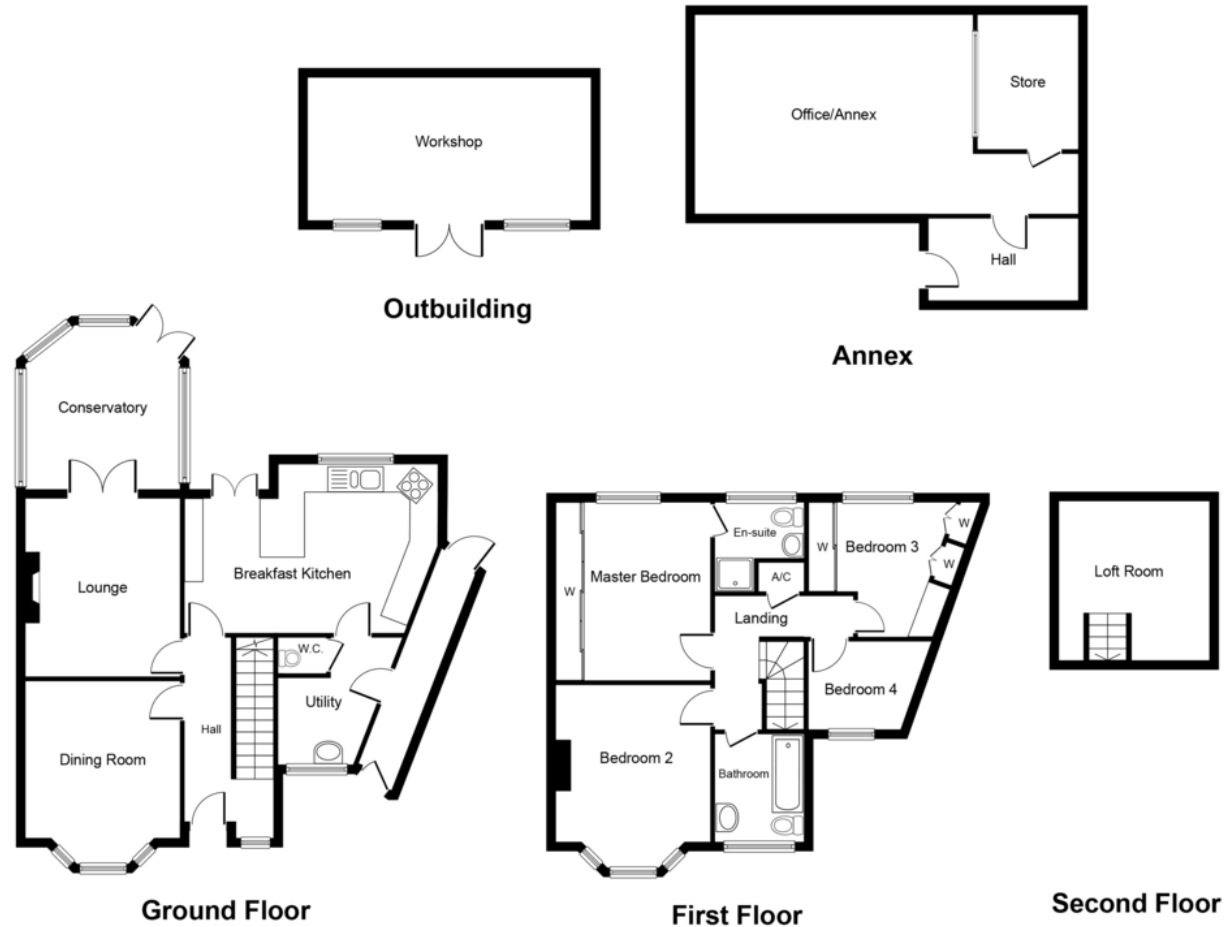 Workshop
Outbuilding
Office/Annex
Store
Hall
Annex
Conservatory
Lounge
Breakfast Kitchen
W.C.
Utility
Hall
Dining Room
Ground Floor
W
Master Bedroom
En-suite
A/C
W
Bedroom 3
W
W
Landing
Bedroom 4
Bedroom 2
Bathroom
First Floor
Loft Room
Second Floor